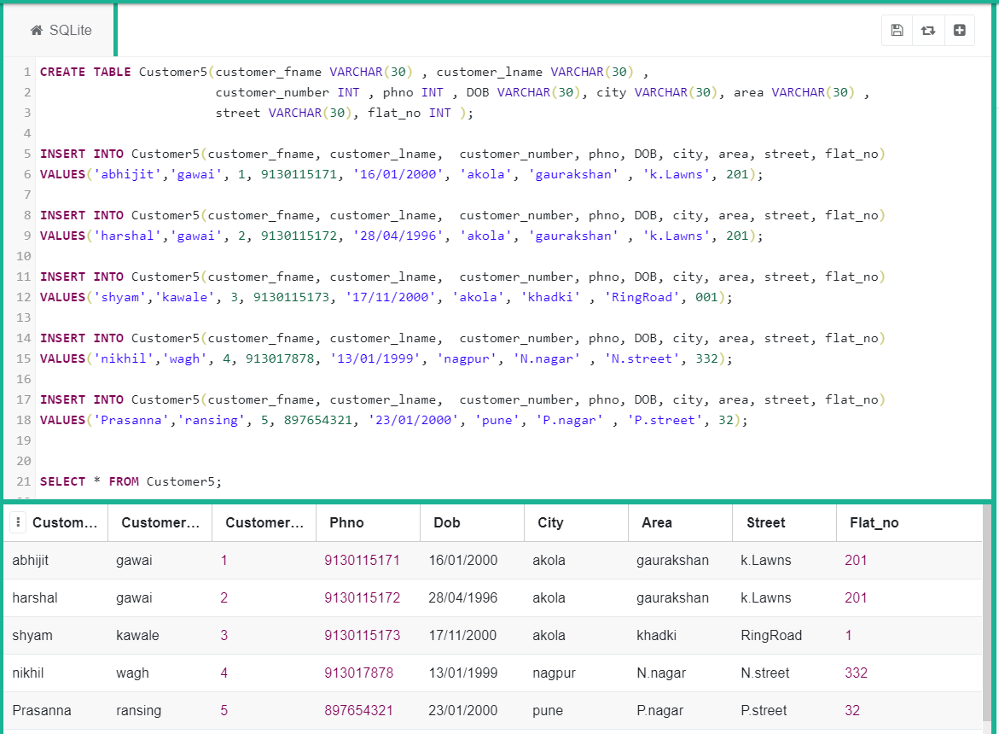 SQLite
1 CREATE TABLE Customer5(customer_fname VARCHAR(30) , customer_lname VARCHAR(30) ,
2 customer_number INT , phno INT , DOB VARCHAR(30), city VARCHAR(30), area VARCHAR(30) ,
3 street VARCHAR(30), flat_no INT );
4
5 INSERT INTO Customer5(customer_fname, customer_lname,  customer_number, phno, DOB, city, area, street, flat_no)
6 VALUES('abhijit','gawai', 1, 9130115171, '16/01/2000', 'akola', 'gaurakshan' , 'k.Lawns', 201);
7
8 INSERT INTO Customer5(customer_fname, customer_lname,  customer_number, phno, DOB, city, area, street, flat_no)
9 VALUES('harshal','gawai', 2, 9130115172, '28/04/1996', 'akola', 'gaurakshan' , 'k.Lawns', 201);
10
11 INSERT INTO Customer5(customer_fname, customer_lname,  customer_number, phno, DOB, city, area, street, flat_no)
12 VALUES('shyam','kawale', 3, 9130115173, '17/11/2000', 'akola', 'khadki' , 'RingRoad', 001);
13
14 INSERT INTO Customer5(customer_fname, customer_lname,  customer_number, phno, DOB, city, area, street, flat_no)
15 VALUES('nikhil','wagh', 4, 913017878, '13/01/1999', 'nagpur', 'N.nagar' , 'N.street', 332);
16
17 INSERT INTO Customer5(customer_fname, customer_lname,  customer_number, phno, DOB, city, area, street, flat_no)
18 VALUES('Prasanna','ransing', 5, 897654321, '23/01/2000', 'pune', 'P.nagar' , 'P.street', 32);
19
20
21 SELECT * FROM Customer5;
Custom... Customer... Customer... Phno Dob City Area Street Flat_no
abhijit gawai 1 9130115171 16/01/2000 akola gaurakshan k.Lawns 201
harshal gawai 2 9130115172 28/04/1996 akola gaurakshan k.Lawns 201
shyam kawale 3 9130115173 17/11/2000 akola khadki RingRoad 1
nikhil wagh 4 913017878 13/01/1999 nagpur N.nagar N.street 332
Prasanna ransing 5 897654321 23/01/2000 pune P.nagar P.street 32